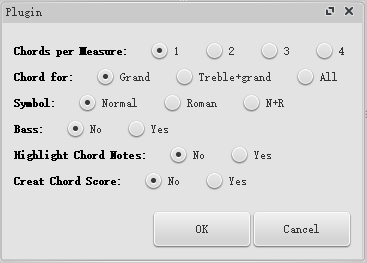 Plugin
Chords per Measure: 1 2 3 4
Chord for: Grand Treble+grand All
Symbol: Normal Roman N+R
Bass: No Yes
Highlight Chord Notes: No Yes
Creat Chord Score: No Yes
OK Cancel